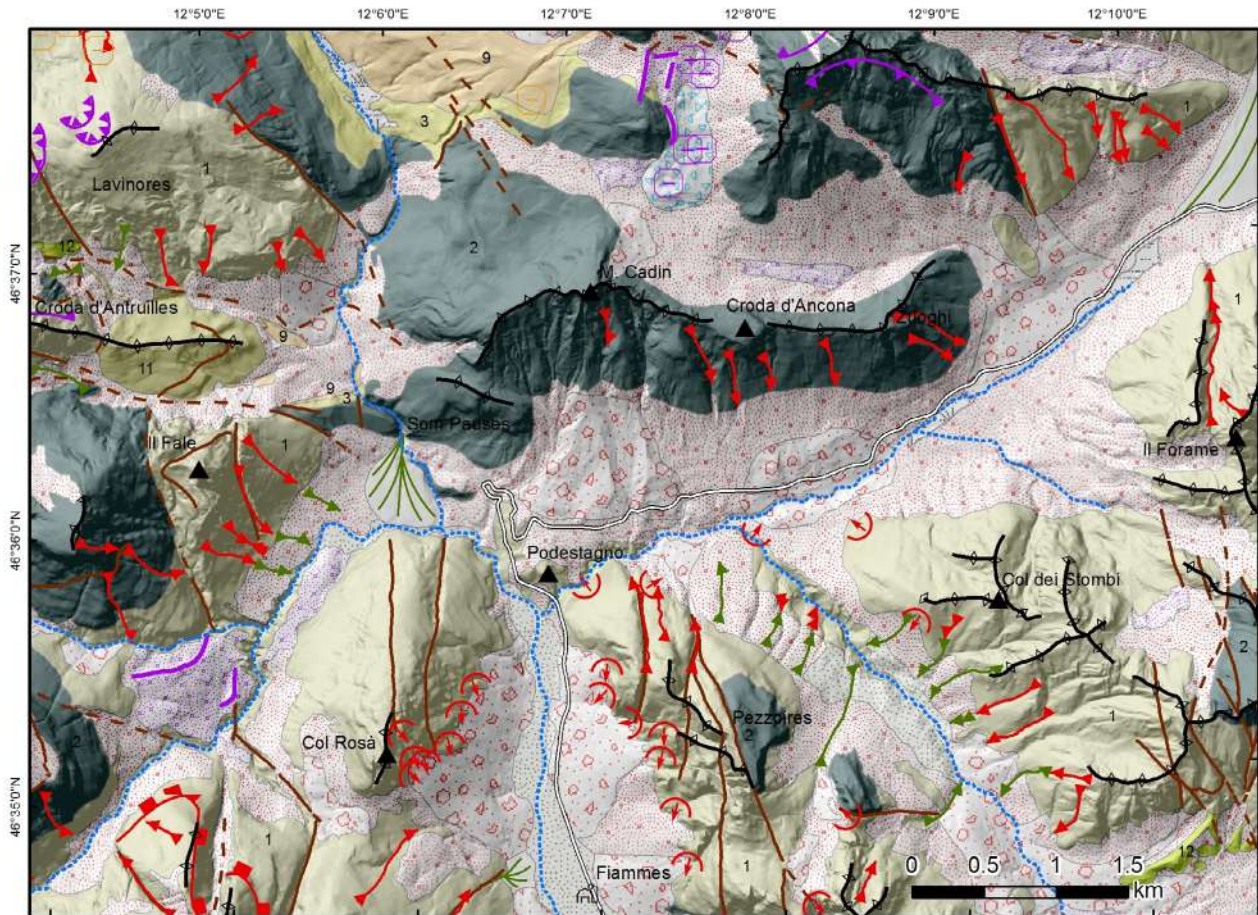 12°5'0"E 12°6'0"E 12°7'0"E 12°8'0"E 12°9'0"E 12°10'0"E
9
3
1
1
Lavinores
2
12
46°37'0"N
M. Cadin
Croda d'Ancona
1
Croda d'Antruilles
Zuoghi
9
11
9
3
Som Pauses
1
Il Fale
Il Forame
46°36'0"N
Podestagno
Col dei Stombi
2
2
Pezzoires
2
1
Col Rosà
46°35'0"N
1
1
12
Fiammes
0 0.5 1 1.5
km